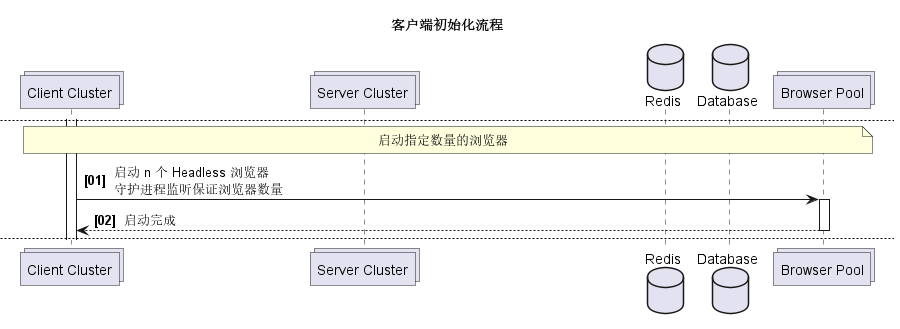 客户端初始化流程
Client Cluster
Server Cluster
Redis
Database
Browser Pool
启动指定数量的浏览器
[01] 启动 n 个 Headless 浏览器
守护进程监听保证浏览器数量
[02] 启动完成
Client Cluster
Server Cluster
Redis
Database
Browser Pool